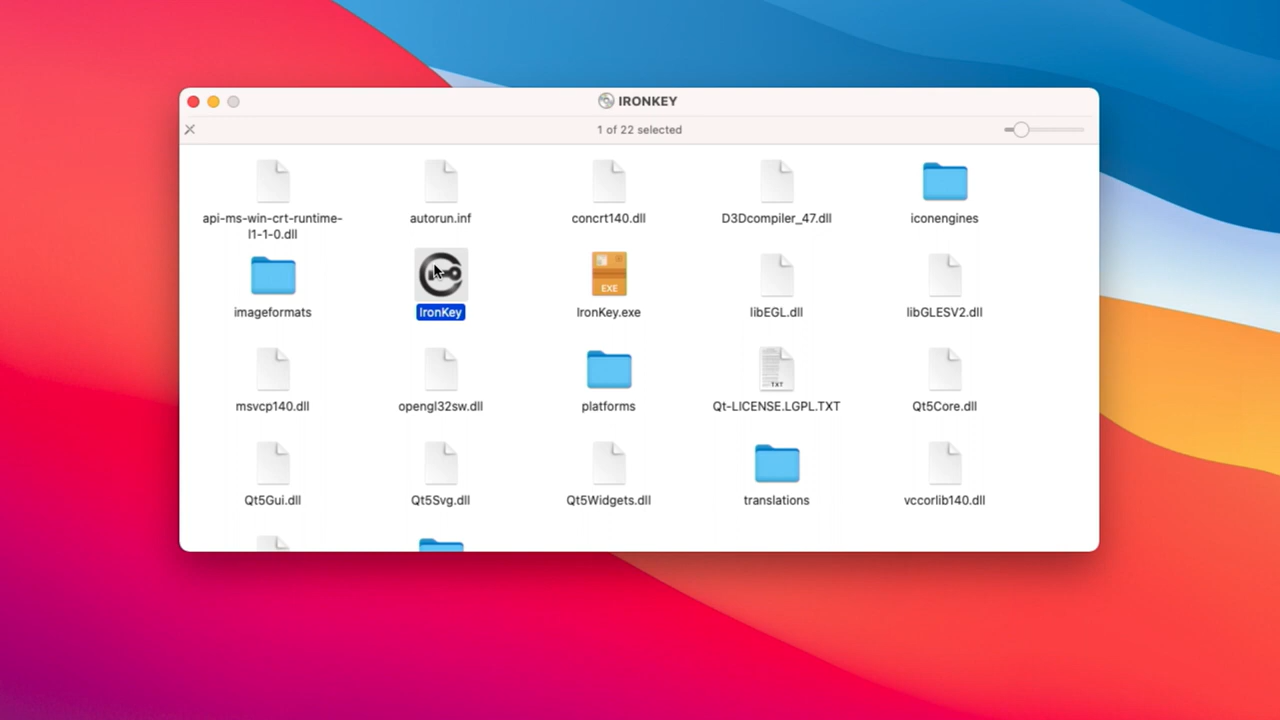 IRONKEY
1 of 22 selected
api-ms-win-crt-runtime-
l1-1-0.dll
autorun.inf
concrt140.dll
D3Dcompiler_47.dll
iconengines
imageformats
IronKey
EXE
IronKey.exe
libEGL.dll
libGLESV2.dll
msvcp140.dll
opengl32sw.dll
platforms
TXT
Qt-LICENSE.LGPL.TXT
Qt5Core.dll
Qt5Gui.dll
Qt5Svg.dll
Qt5Widgets.dll
translations
vccorlib140.dll